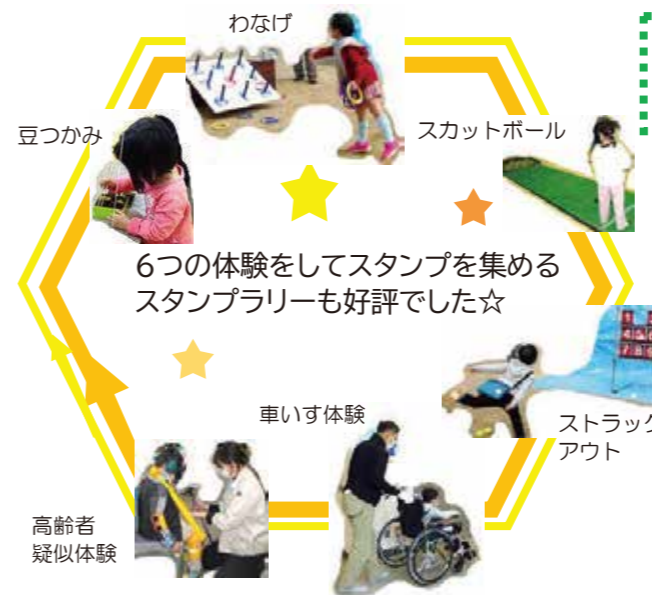 わなげ
豆つかみ
スカットボール
6つの体験をしてスタンプを集める
スタンプラリーも好評でした☆
車いす体験
ストラック
アウト
高齢者
疑似体験